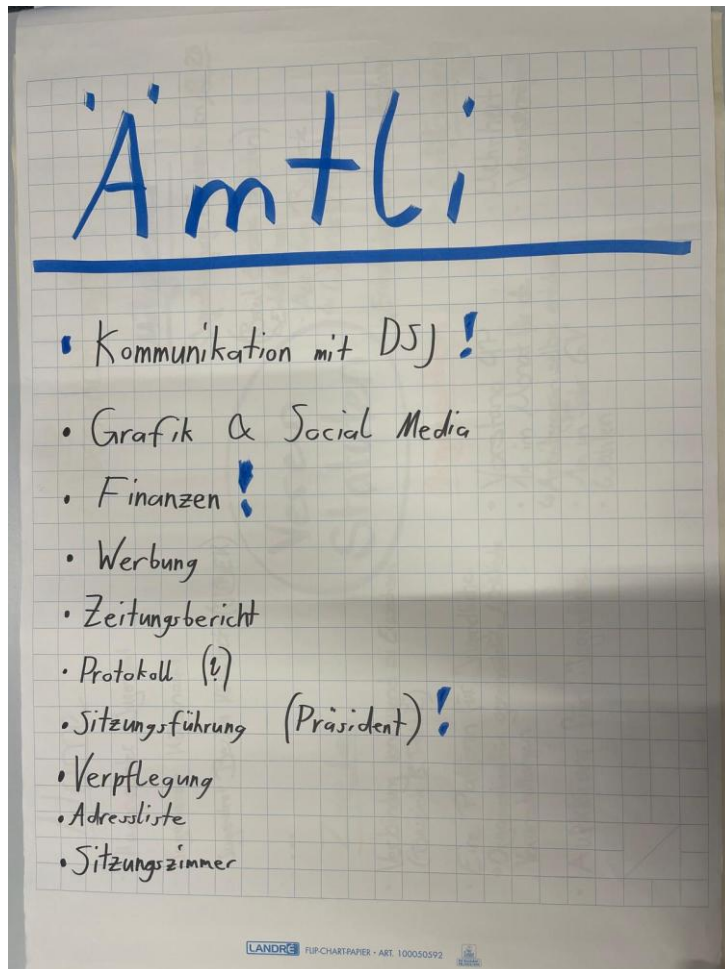 Ämtli
• Kommunikation mit DSJ !
• Grafik & Social Media
• Finanzen !
• Werbung
• Zeitungsbericht
• Protokoll (?)
• Sitzungsführung (Präsident) !
• Verpflegung
• Adressliste
• Sitzungszimmer
LANDRÉ FLIP-CHART-PAPIER • ART. 100050592